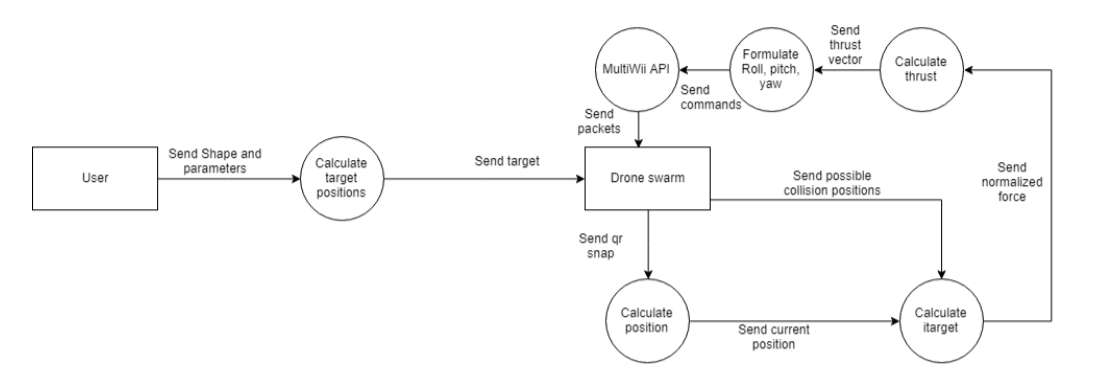 Send
thrust
vector
MultiWii API
Formulate
Roll, pitch,
yaw
Calculate
thrust
Send
commands
Send
packets
User
Send Shape and
parameters
Calculate
target
positions
Send target
Drone swarm
Send possible
collision positions
Send
normalized
force
Send qr
snap
Calculate
position
Send current
position
Calculate
itarget